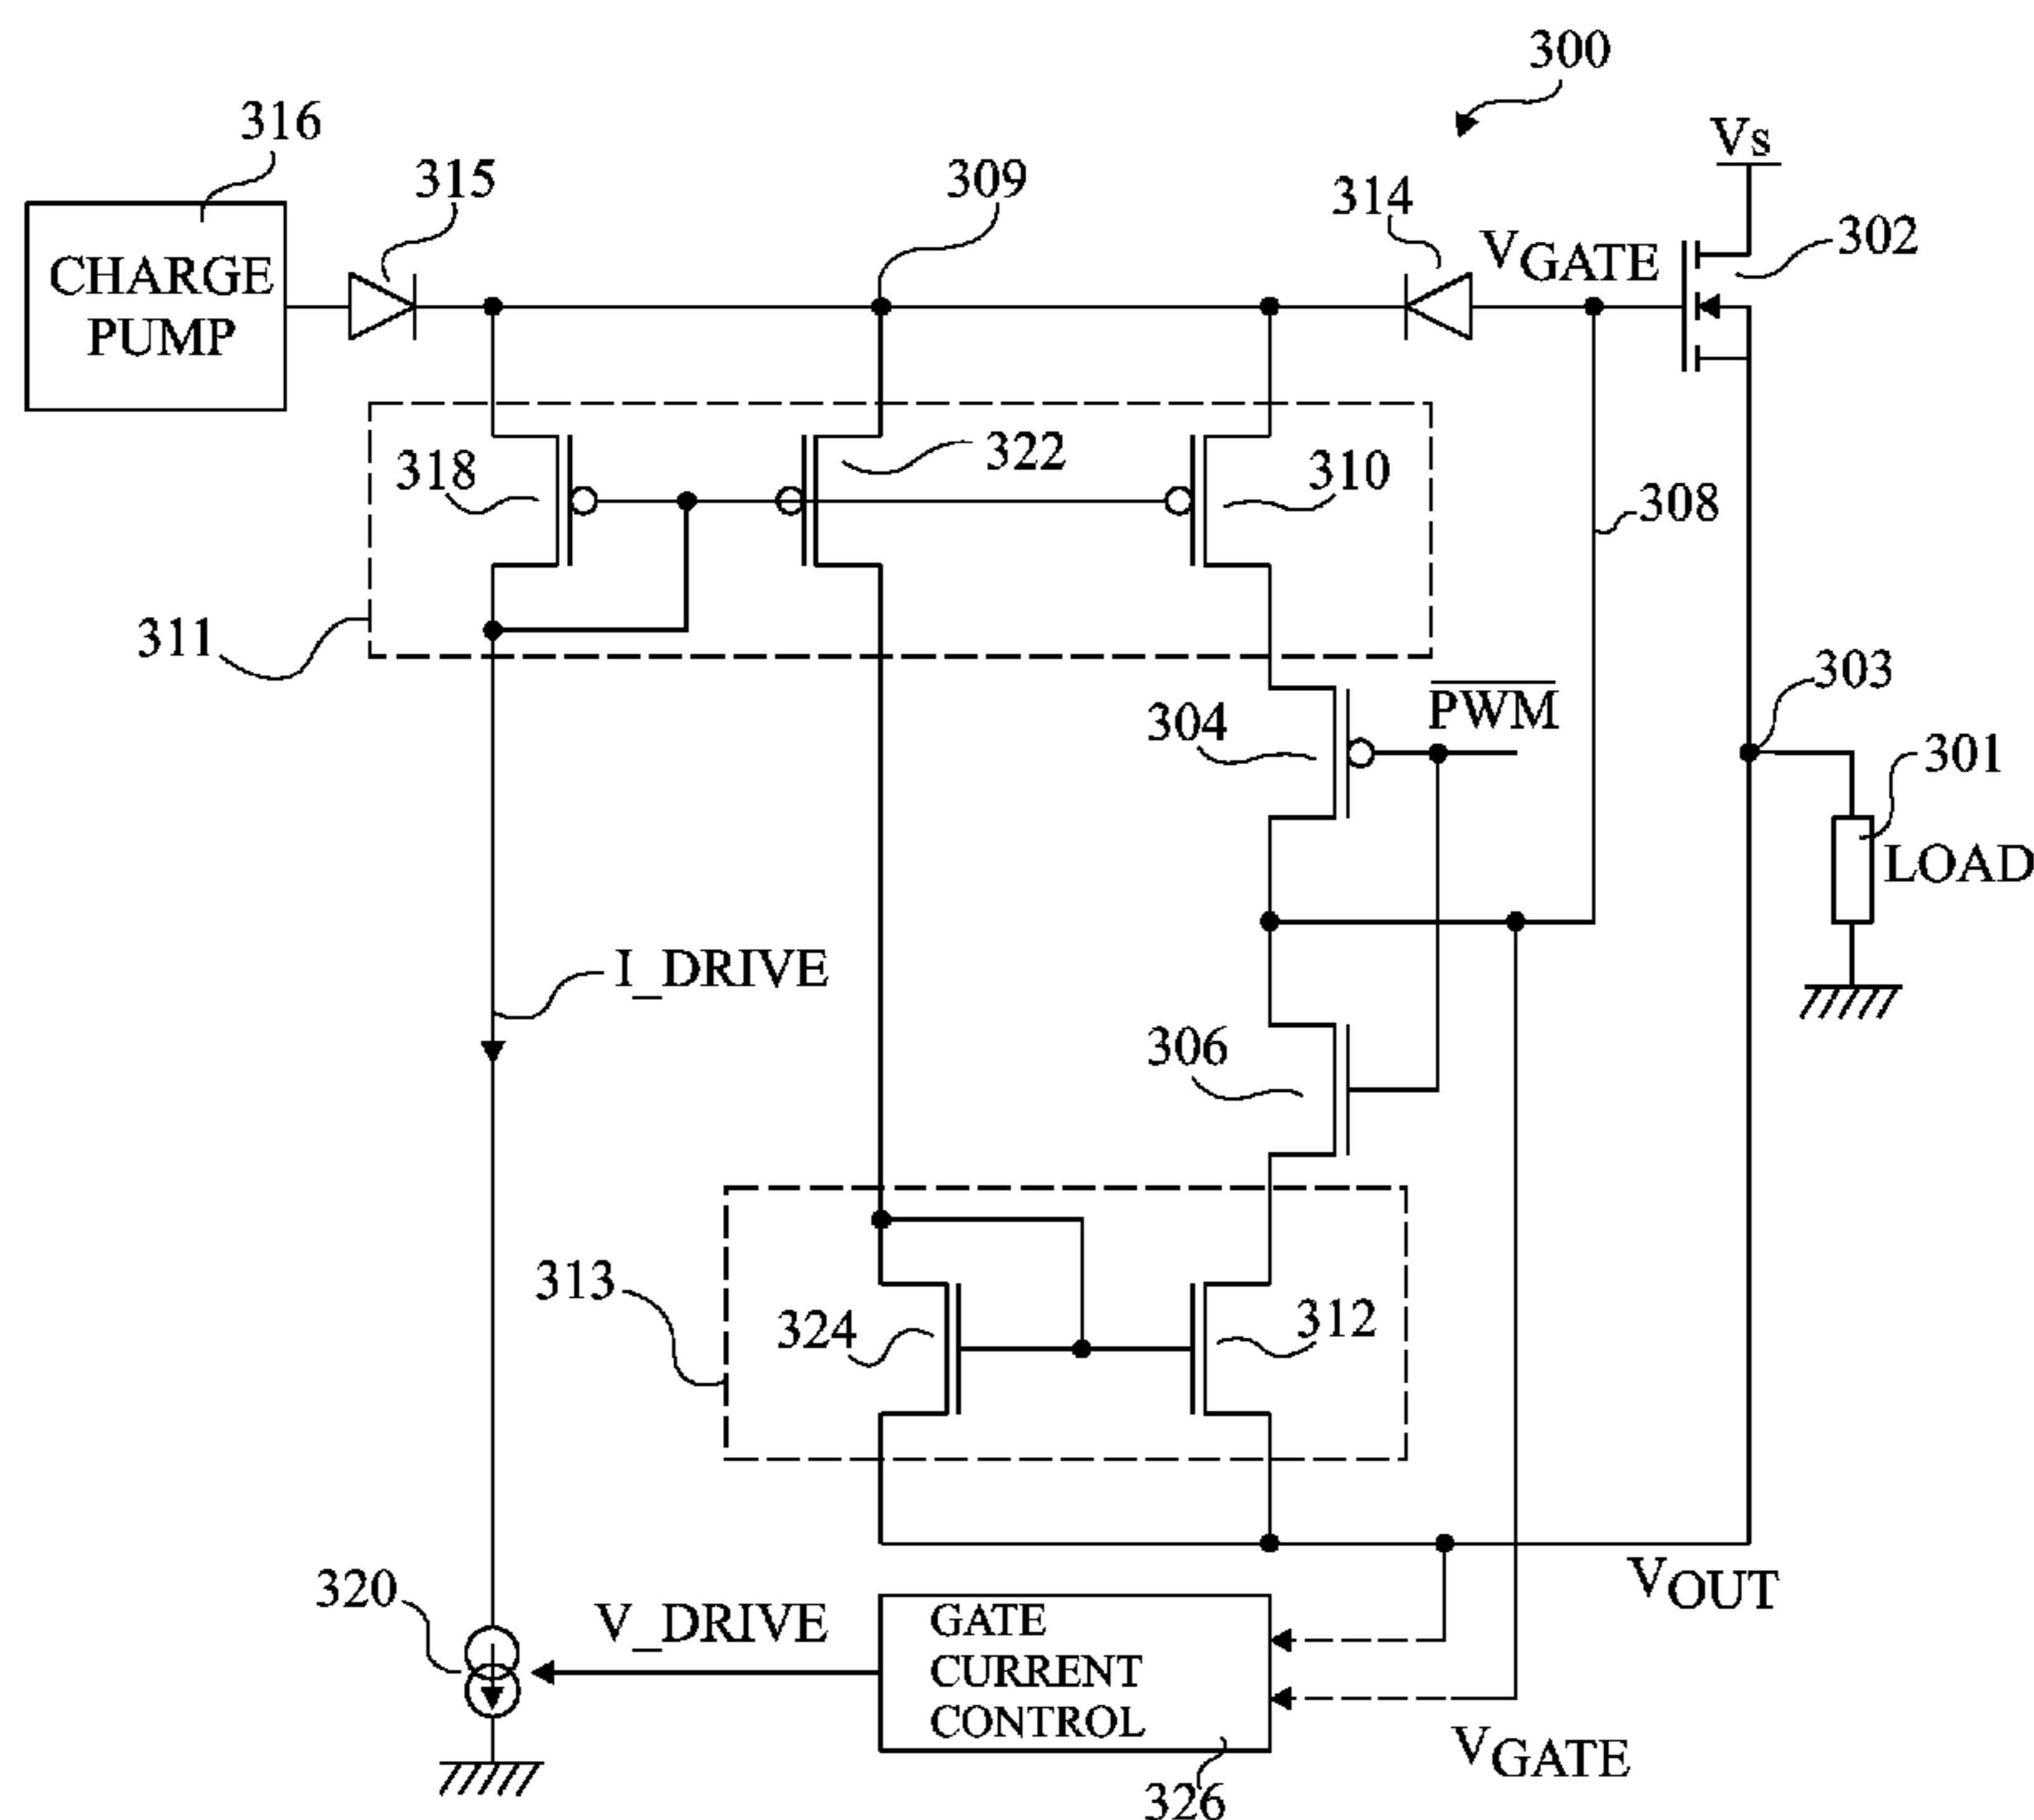 300
316
Vs
315
309
314
302
VGATE
CHARGE
PUMP
318
322
310
308
311
303
304
PWM
301
LOAD
I_DRIVE
306
313
324
312
320
V_DRIVE
GATE
CURRENT
CONTROL
VOUT
VGATE
326